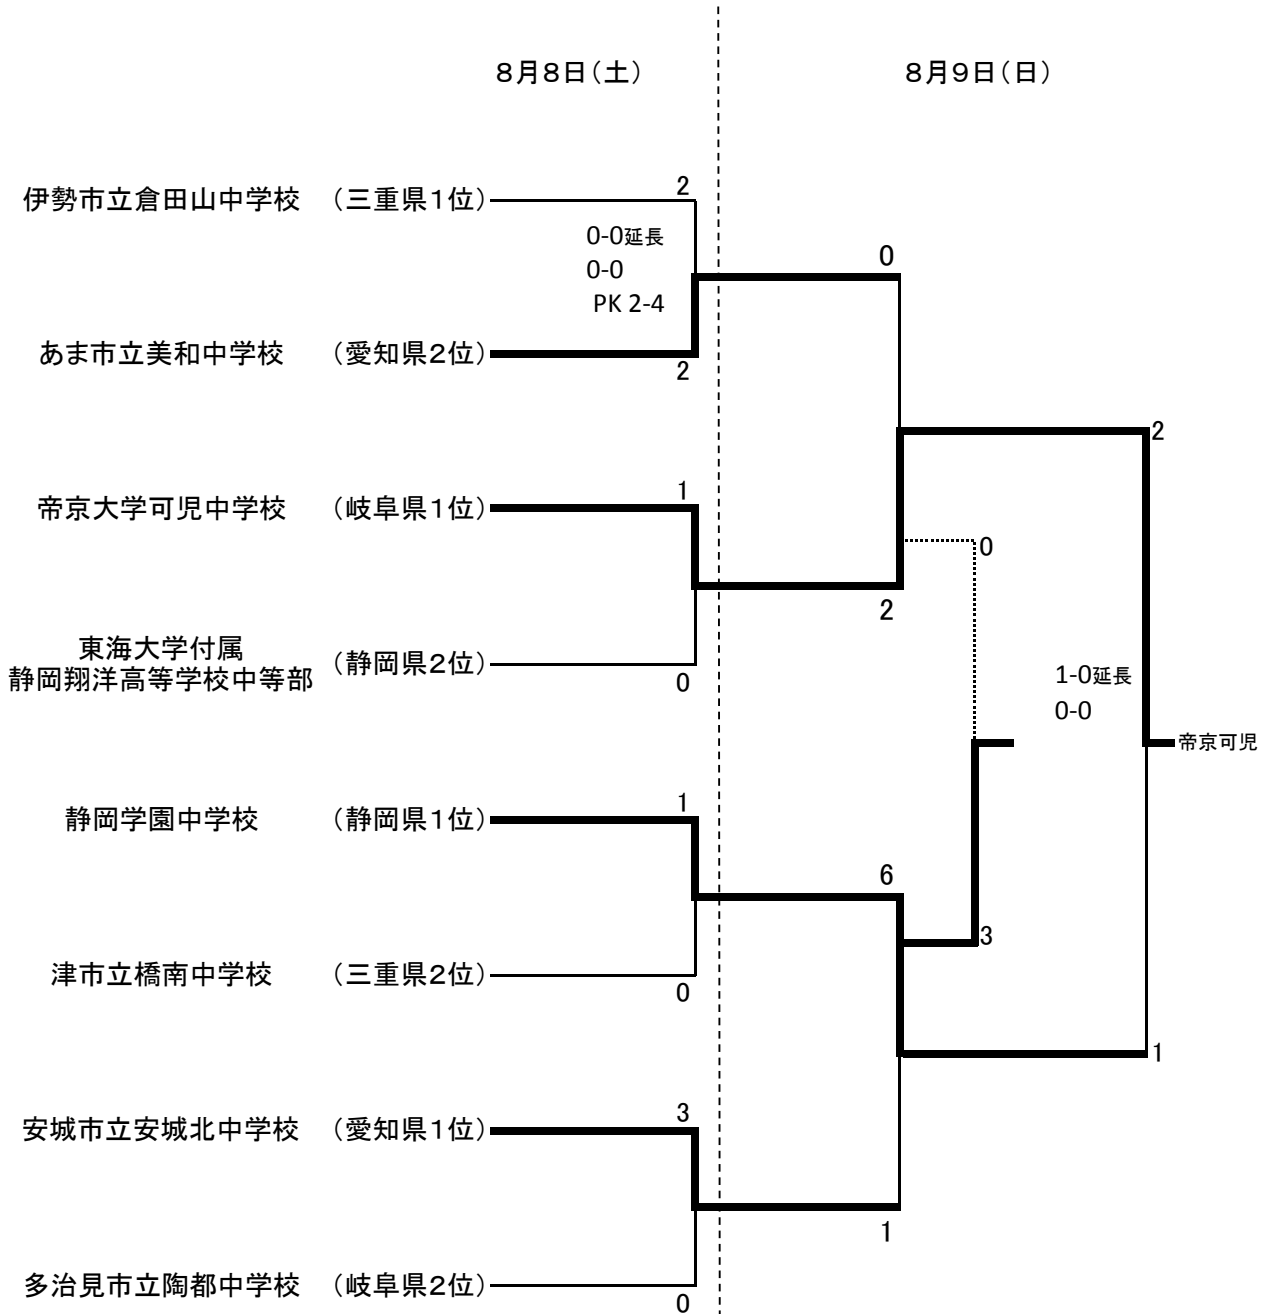 8月8日（土）
8月9日（日）
伊勢市立倉田山中学校　（三重県１位）
2
0-0延長
0-0
PK 2-4
0
あま市立美和中学校　（愛知県２位）
2
2
帝京大学可児中学校　（岐阜県１位）
1
0
2
東海大学付属
静岡翔洋高等学校中等部　（静岡県２位）
0
1-0延長
0-0
帝京可児
静岡学園中学校　（静岡県１位）
1
6
3
津市立橋南中学校　（三重県２位）
0
1
安城市立安城北中学校　（愛知県１位）
3
1
多治見市立陶都中学校　（岐阜県２位）
0